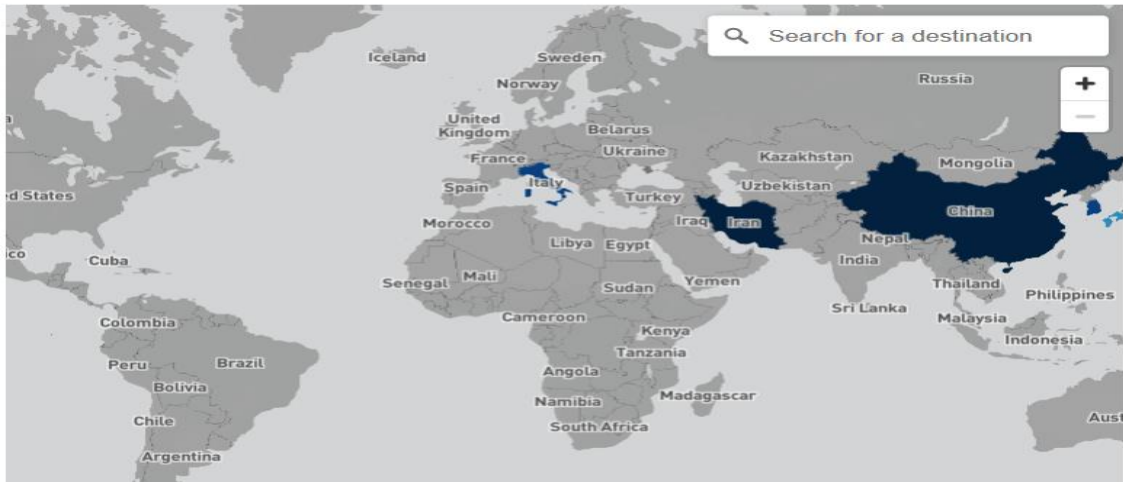 Search for a destination
Iceland
Sweden
Russia
Norway
United
Kingdom
Belarus
Ukraine
France
Kazakhstan
Mongolia
Italy
Spain
Uzbekistan
d States
Turkey
China
Morocco
Iraq
Iran
Nepal
Libya
Egypt
co
Cuba
India
Mali
Senegal
Yemen
Thailand
Sudan
Philippines
Sri Lanka
Cameroon
Malaysia
Colombia
Kenya
Indonesia
Tanzania
Peru
Brazil
Angola
Bolivia
Madagascar
Namibia
Aust
Chile
South Africa
Argentina